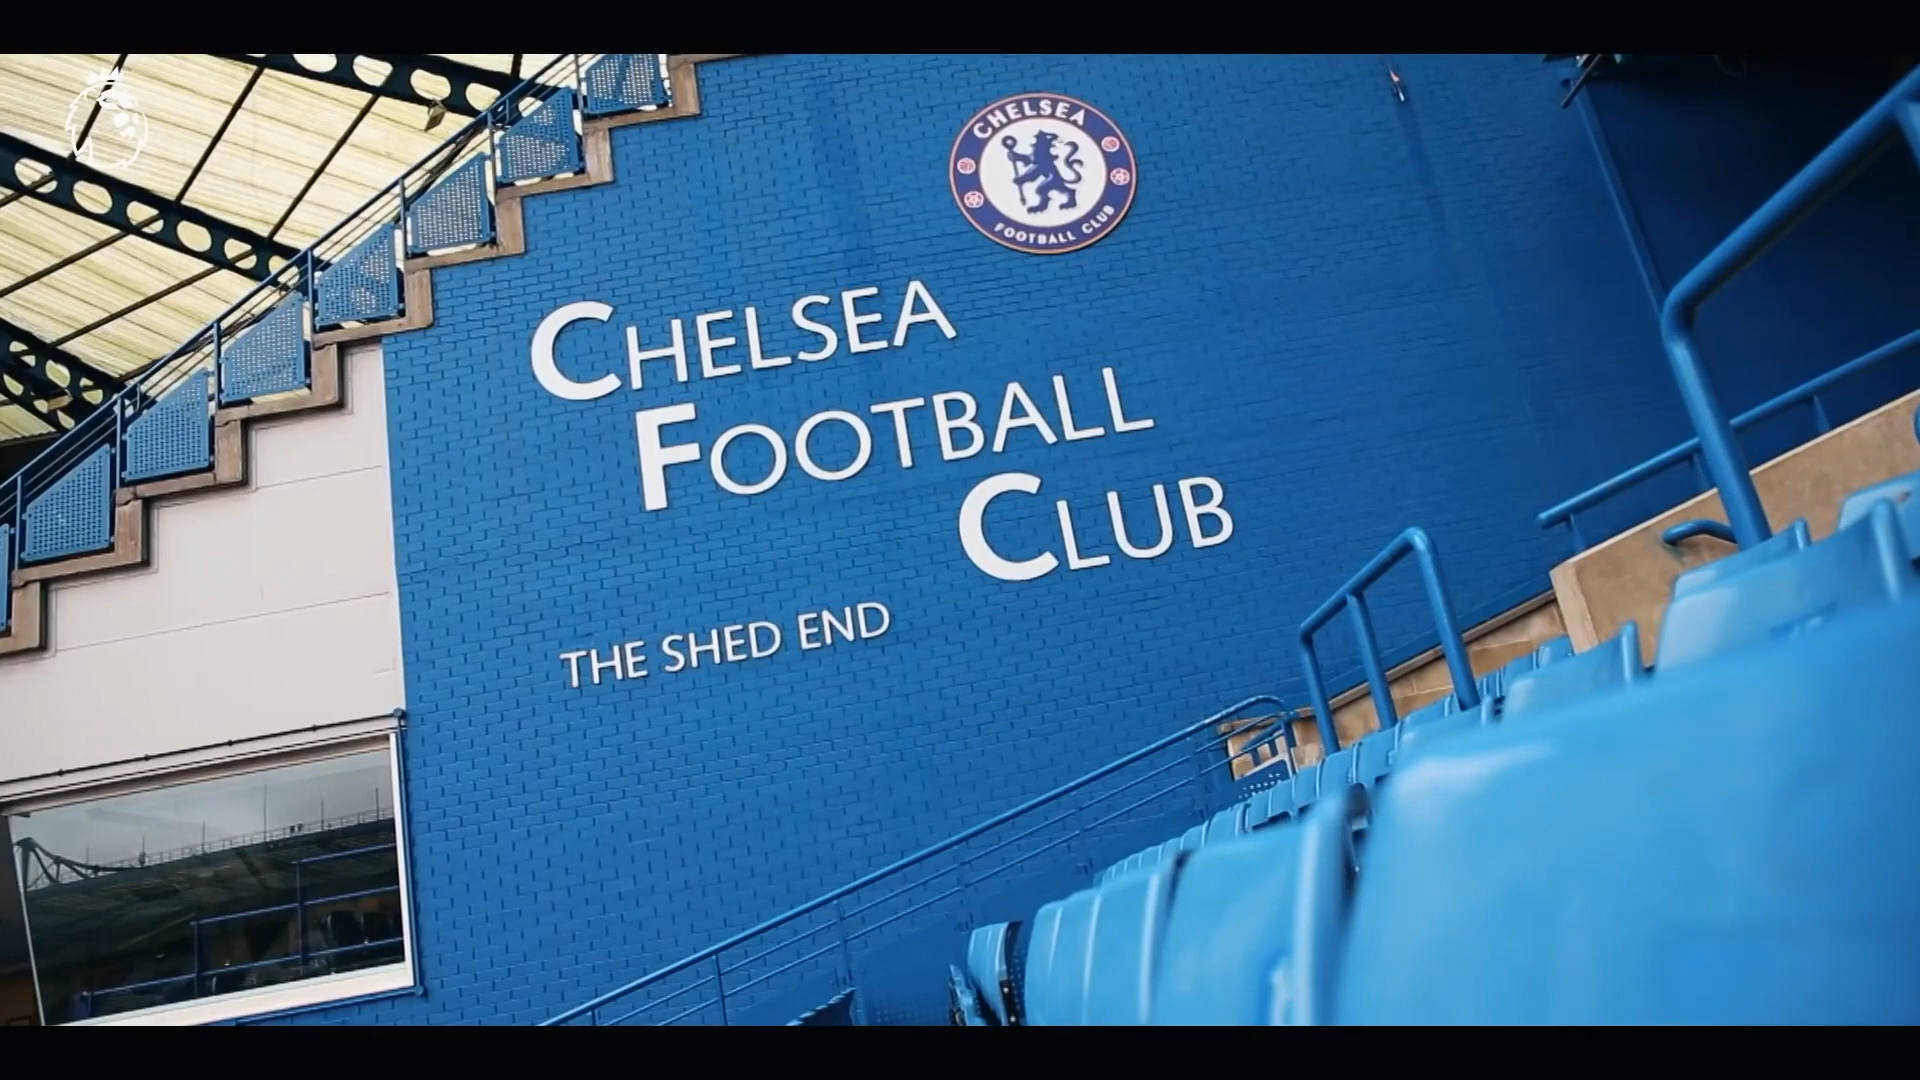 CHELSEA
FOOTBALL CLUB
CHELSEA
FOOTBALL
CLUB
THE SHED END